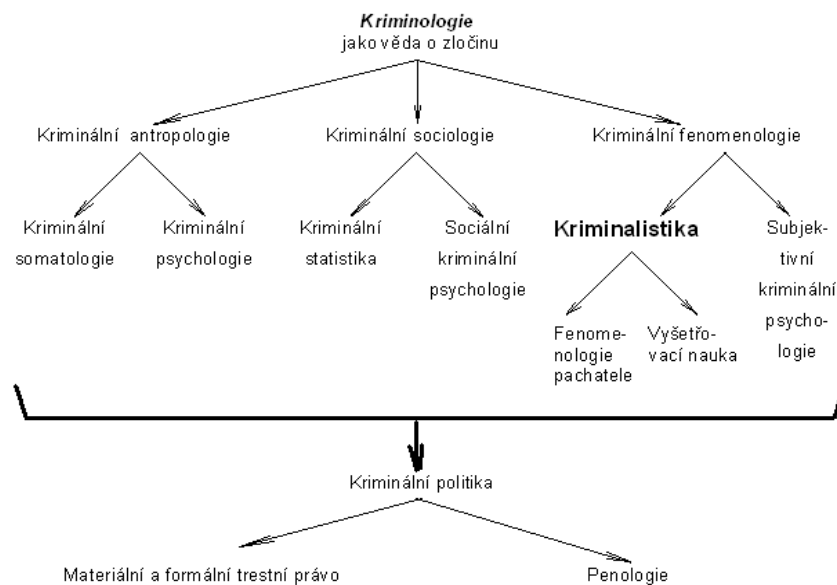 Kriminologie
jako věda o zločinu
Kriminální antropologie
Kriminální sociologie
Kriminální fenomenologie
Kriminální
somatologie
Kriminální
psychologie
Kriminální
statistika
Sociální
kriminální
psychologie
Kriminalistika
Subjek-
tivní
kriminální
psycho-
logie
Fenome-
nologie
pachatele
Vyšetřo-
vací nauka
Kriminální politika
Materiální a formální trestní právo
Penologie